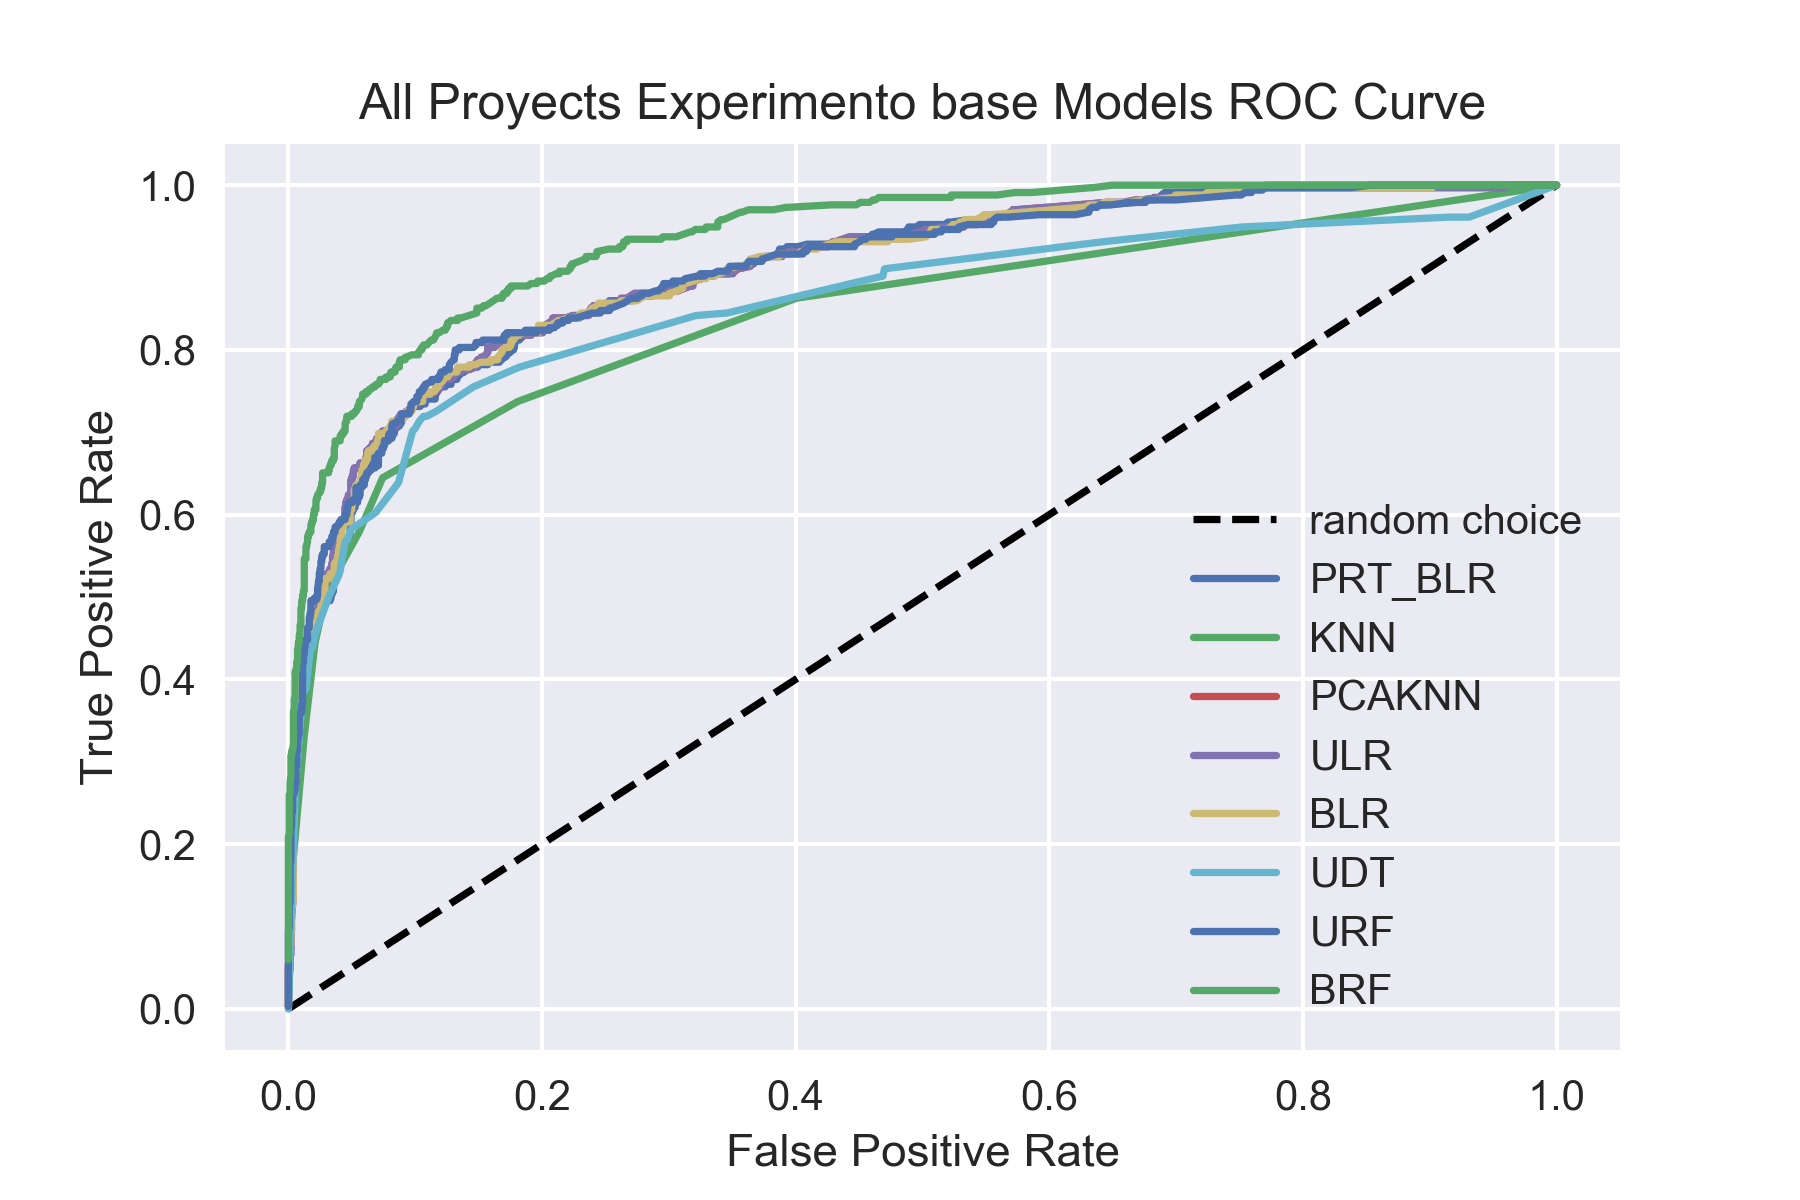 All Proyects Experimento base Models ROC Curve
True Positive Rate
1.0
0.8
0.6
0.4
0.2
0.0
random choice
PRT_BLR
KNN
PCAKNN
ULR
BLR
UDT
URF
BRF
0.0 0.2 0.4 0.6 0.8 1.0
False Positive Rate